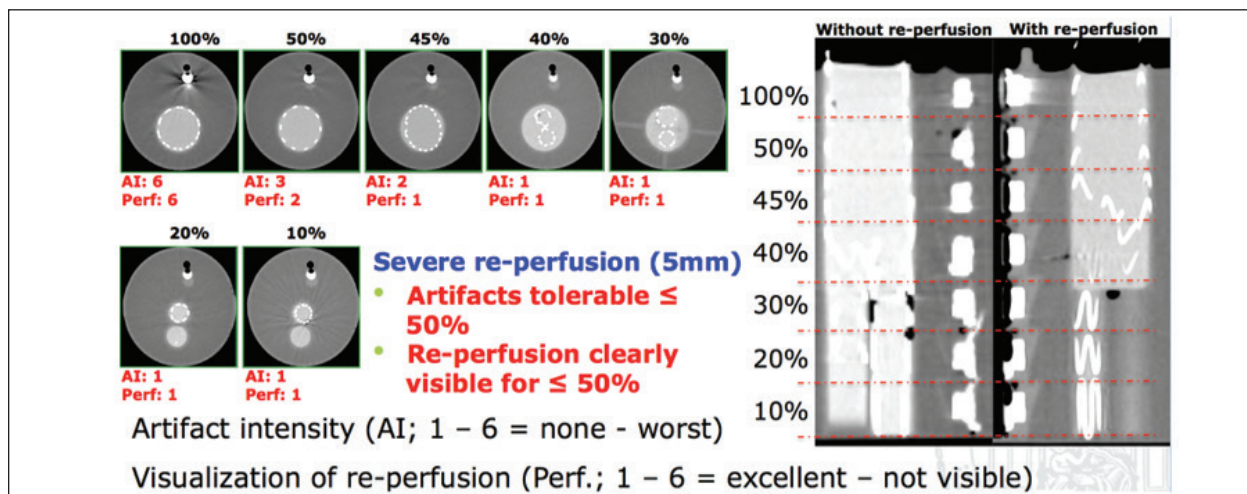 100% 50% 45% 40% 30%
AI: 6 AI: 3 AI: 2 AI: 1 AI: 1
Perf: 6 Perf: 2 Perf: 1 Perf: 1 Perf: 1
20% 10%
AI: 1 AI: 1
Perf: 1 Perf: 1
Severe re-perfusion (5mm)
• Artifacts tolerable ≤
50%
• Re-perfusion clearly
visible for ≤ 50%
Artifact intensity (AI; 1 – 6 = none - worst)
Visualization of re-perfusion (Perf.; 1 – 6 = excellent – not visible)
Without re-perfusion With re-perfusion
100%
50%
45%
40%
30%
20%
10%